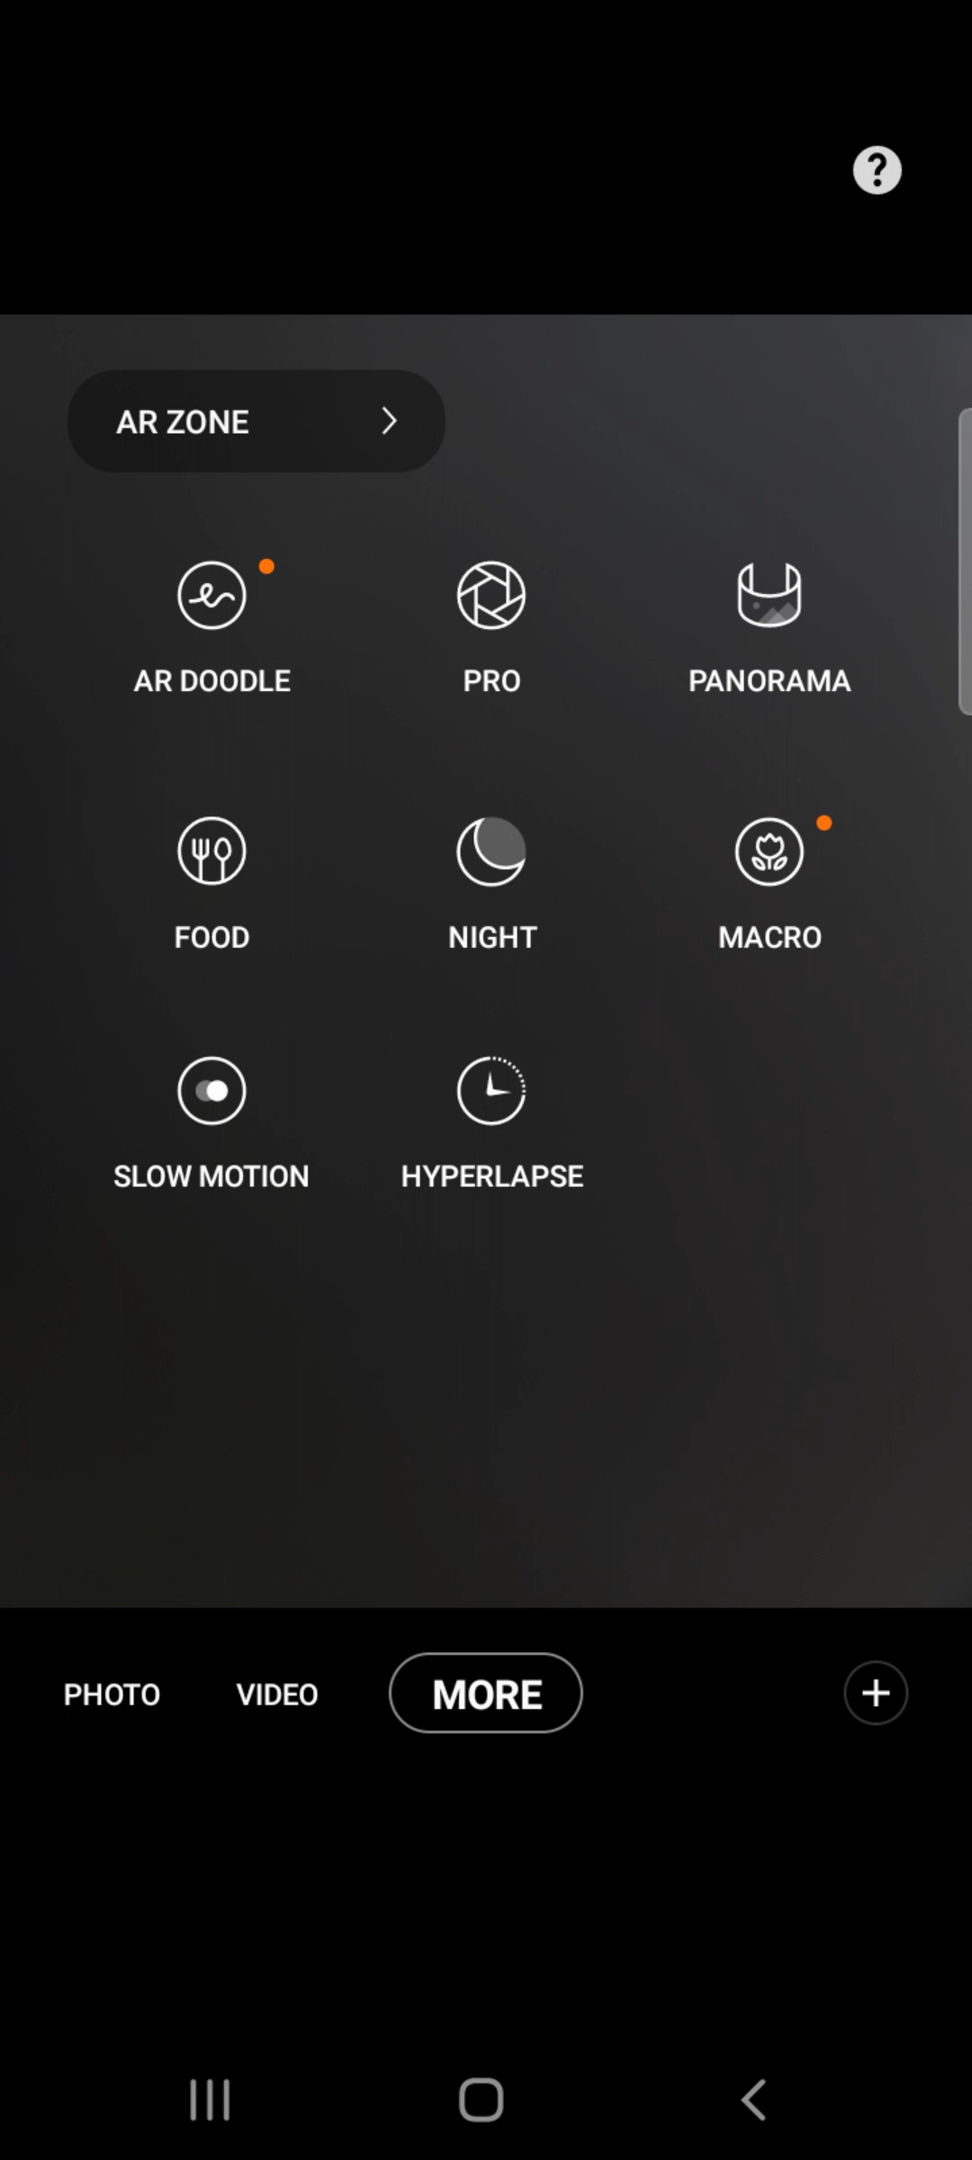 AR ZONE
AR DOODLE
PRO
PANORAMA
FOOD
NIGHT
MACRO
SLOW MOTION
HYPERLAPSE
PHOTO
VIDEO
MORE